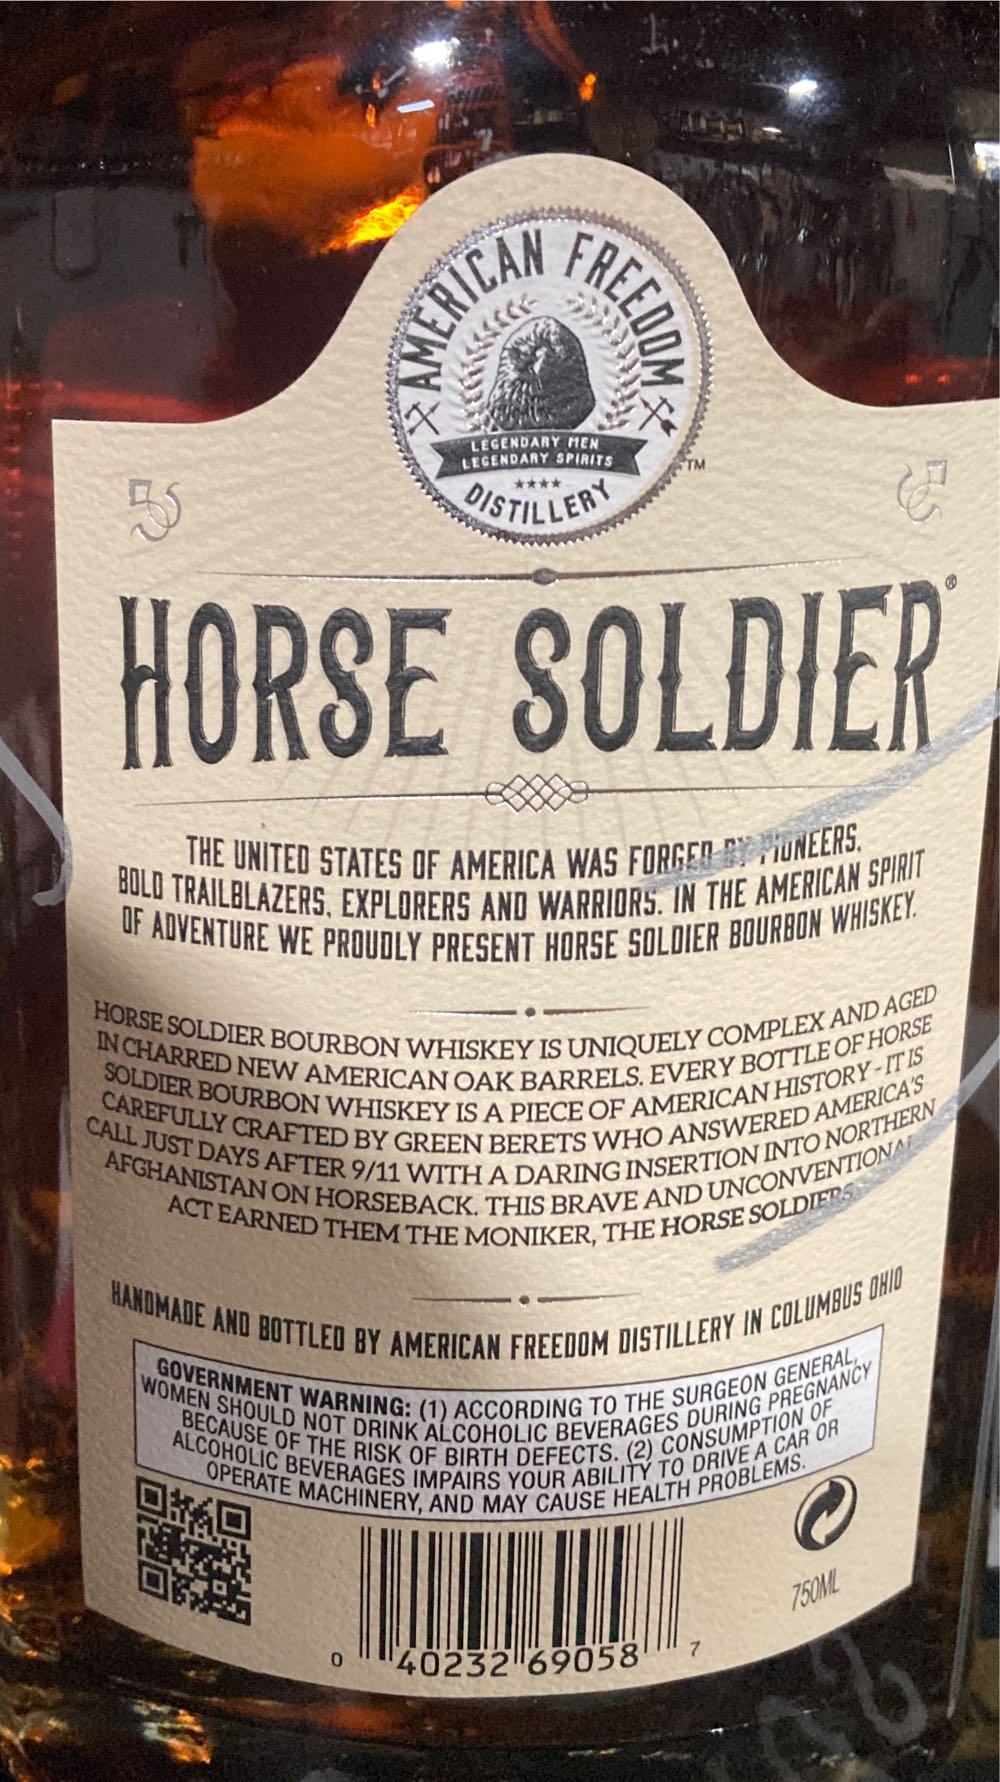 AMERICAN FREEDOM
LEGENDARY MEN
LEGENDARY SPIRITS
DISTILLERY
TM
HORSE SOLDIER®
THE UNITED STATES OF AMERICA WAS FORGED BY PIONEERS.
BOLD TRAILBLAZERS, EXPLORERS AND WARRIORS. IN THE AMERICAN SPIRIT
OF ADVENTURE WE PROUDLY PRESENT HORSE SOLDIER BOURBON WHISKEY.
HORSE SOLDIER BOURBON WHISKEY IS UNIQUELY COMPLEX AND AGED
IN CHARRED NEW AMERICAN OAK BARRELS. EVERY BOTTLE OF HORSE
SOLDIER BOURBON WHISKEY IS A PIECE OF AMERICAN HISTORY - IT IS
CAREFULLY CRAFTED BY GREEN BERETS WHO ANSWERED AMERICA'S
CALL JUST DAYS AFTER 9/11 WITH A DARING INSERTION INTO NORTHERN
AFGHANISTAN ON HORSEBACK. THIS BRAVE AND UNCONVENTIONAL
ACT EARNED THEM THE MONIKER, THE HORSE SOLDIERS
HANDMADE AND BOTTLED BY AMERICAN FREEDOM DISTILLERY IN COLUMBUS OHIO
GOVERNMENT WARNING: (1) ACCORDING TO THE SURGEON GENERAL,
WOMEN SHOULD NOT DRINK ALCOHOLIC BEVERAGES DURING PREGNANCY
BECAUSE OF THE RISK OF BIRTH DEFECTS. (2) CONSUMPTION OF
ALCOHOLIC BEVERAGES IMPAIRS YOUR ABILITY TO DRIVE A CAR OR
OPERATE MACHINERY, AND MAY CAUSE HEALTH PROBLEMS.
750ML
0 40232 69058 7